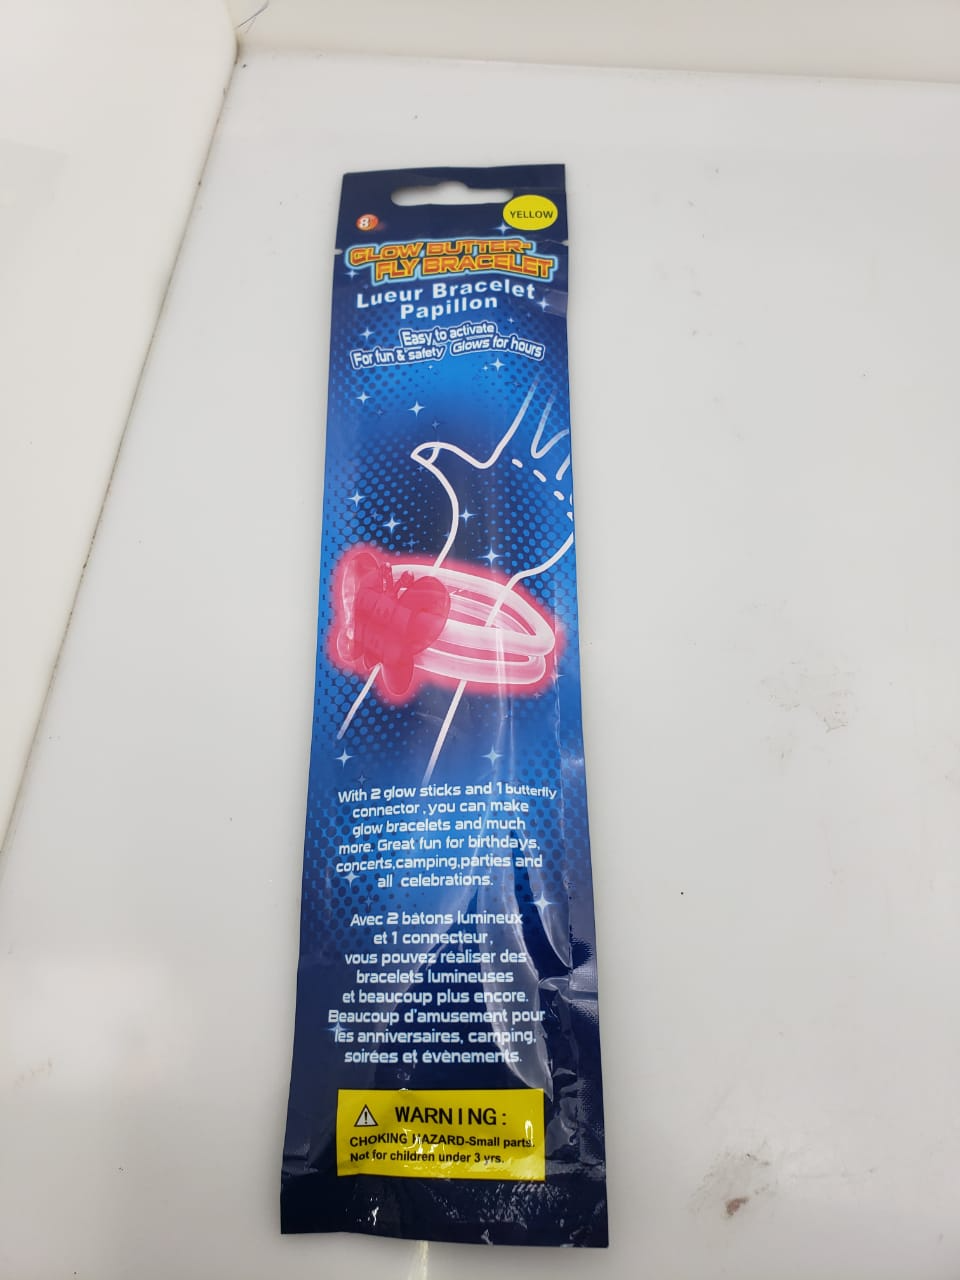 8+
YELLOW
GLOW BUTTER-
FLY BRACELET
Lueur Bracelet
Papillon
Easy to activate
For fun & safety Glows for hours
With 2 glow sticks and 1 butterfly
connector ,you can make
glow bracelets and much
more. Great fun for birthdays,
concerts,camping,parties and
all celebrations.
Avec 2 bâtons lumineux
et 1 connecteur,
vous pouvez réaliser des
bracelets lumineuses
et beaucoup plus encore.
Beaucoup d'amusement pour
les anniversaires, camping,
soirées et évènements.
WARNING:
CHOKING HAZARD-Small parts.
Not for children under 3 yrs.